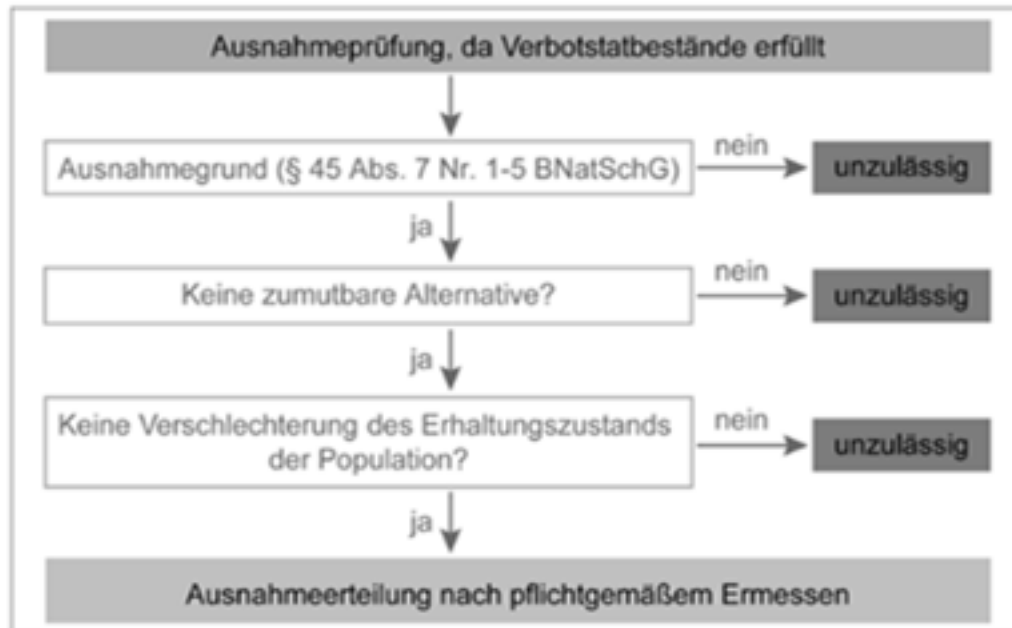 Ausnahmeprüfung, da Verbotstatbestände erfüllt
Ausnahmegrund (§ 45 Abs. 7 Nr. 1-5 BNatSchG)
nein
unzulässig
ja
Keine zumutbare Alternative?
nein
unzulässig
ja
Keine Verschlechterung des Erhaltungszustands
der Population?
nein
unzulässig
ja
Ausnahmeerteilung nach pflichtgemäßem Ermessen